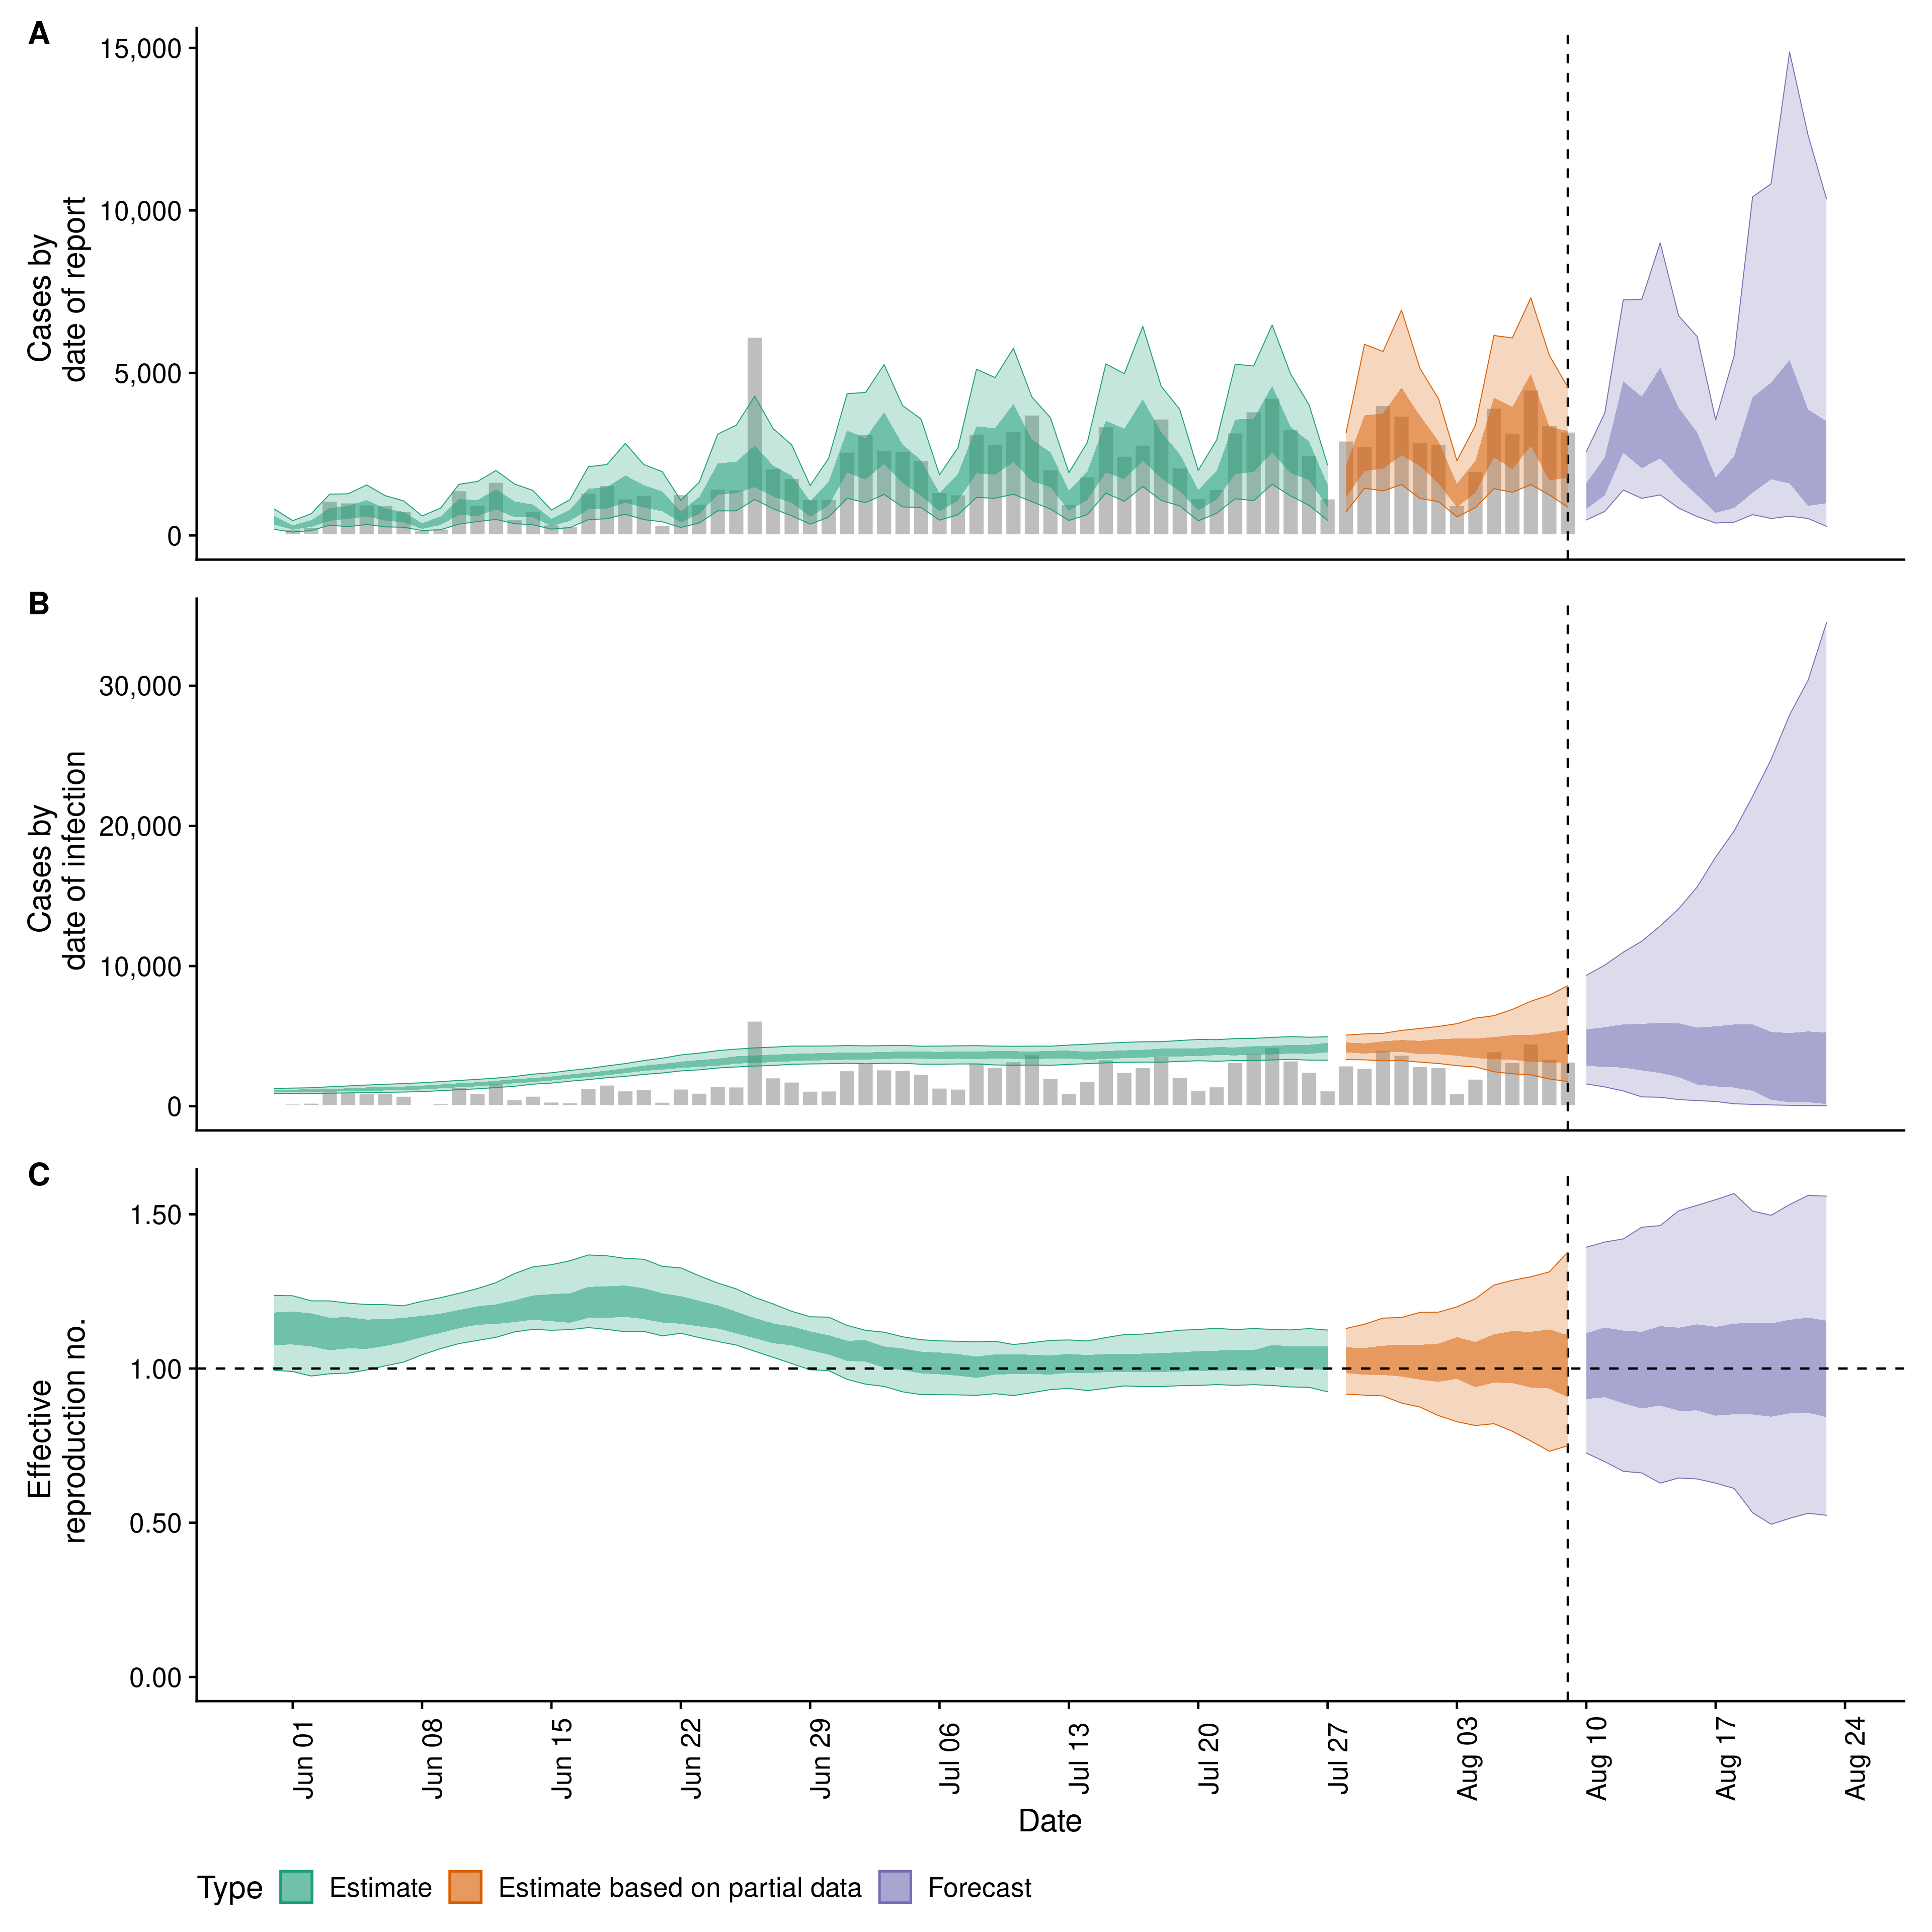 A
15,000
10,000
5,000
0
Cases by
date of report
B
30,000
20,000
10,000
0
Cases by
date of infection
C
1.50
1.00
0.50
0.00
Effective
reproduction no.
Jun 01
Jun 08
Jun 15
Jun 22
Jun 29
Jul 06
Jul 13
Jul 20
Jul 27
Aug 03
Aug 10
Aug 17
Aug 24
Date
Type
Estimate
Estimate based on partial data
Forecast